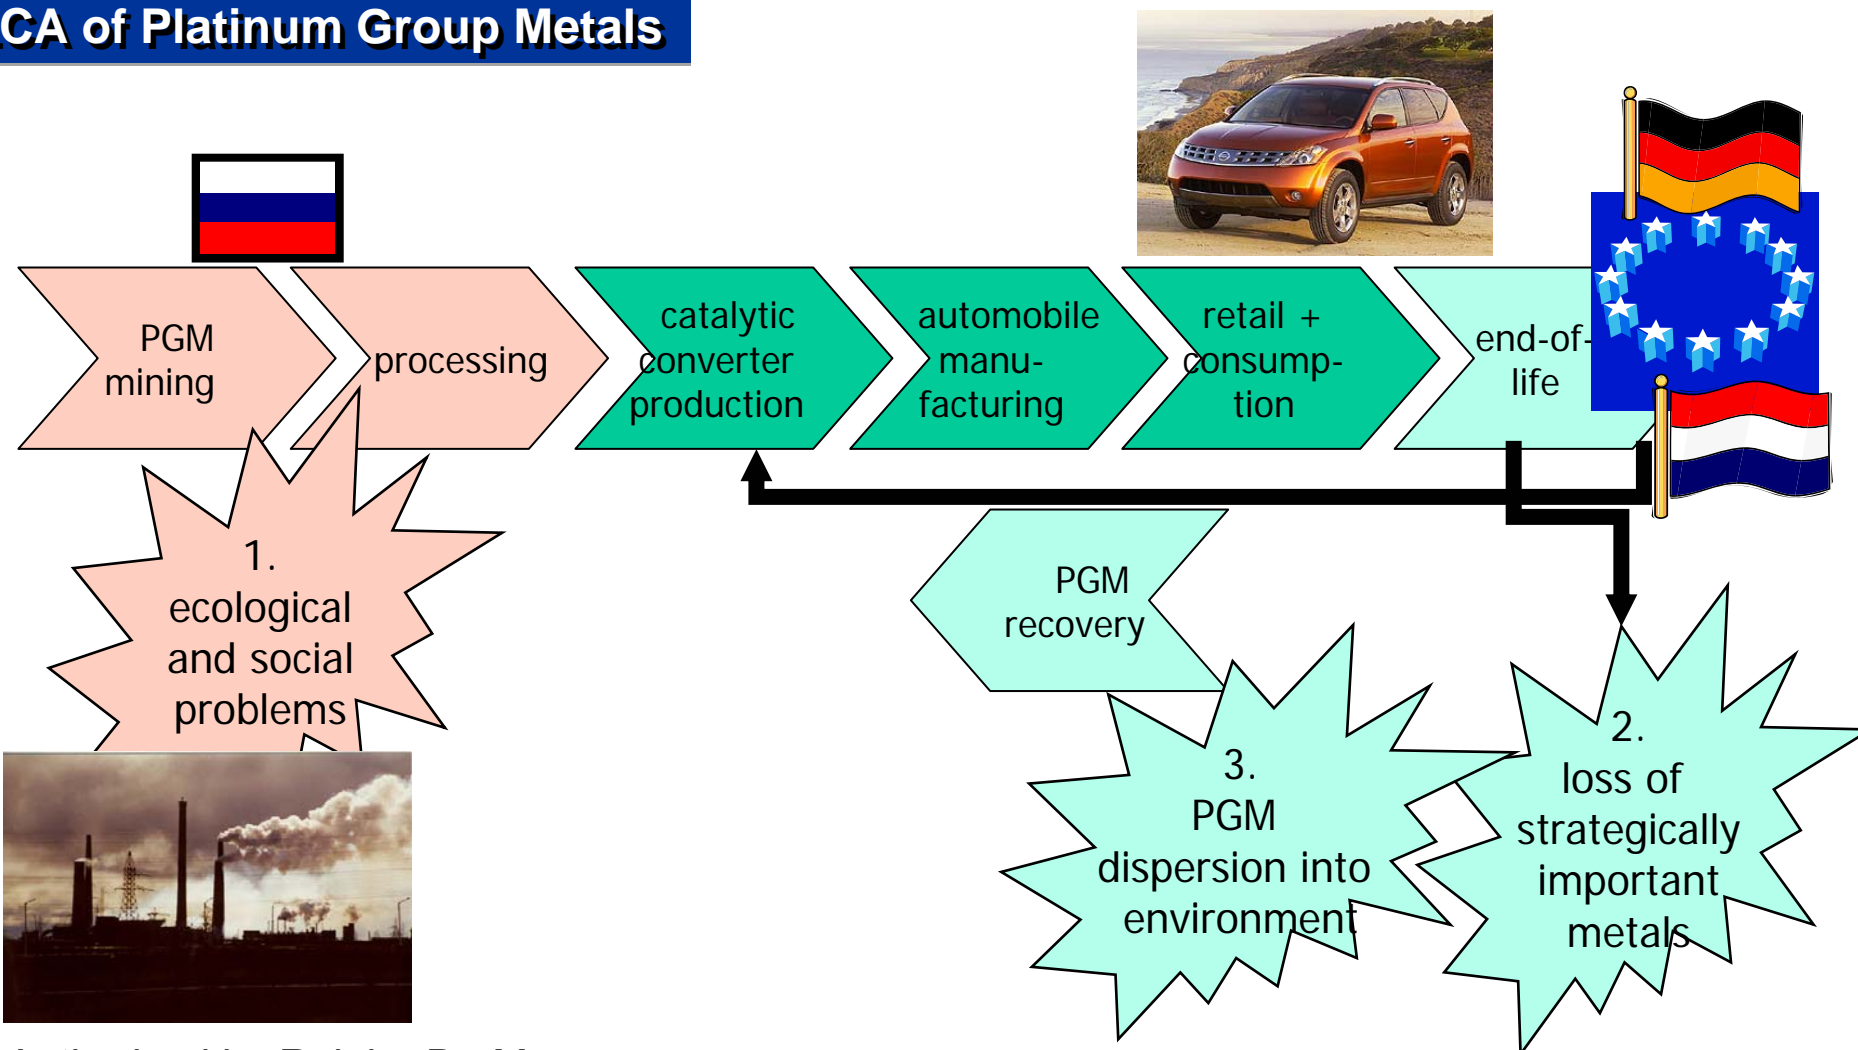 CA of Platinum Group Metals
PGM
mining
processing
catalytic
converter
production
automobile
manu-
facturing
retail +
consump-
tion
end-of-
life
PGM
recovery
1.
ecological
and social
problems
3.
PGM
dispersion into
environment
2.
loss of
strategically
important
metals